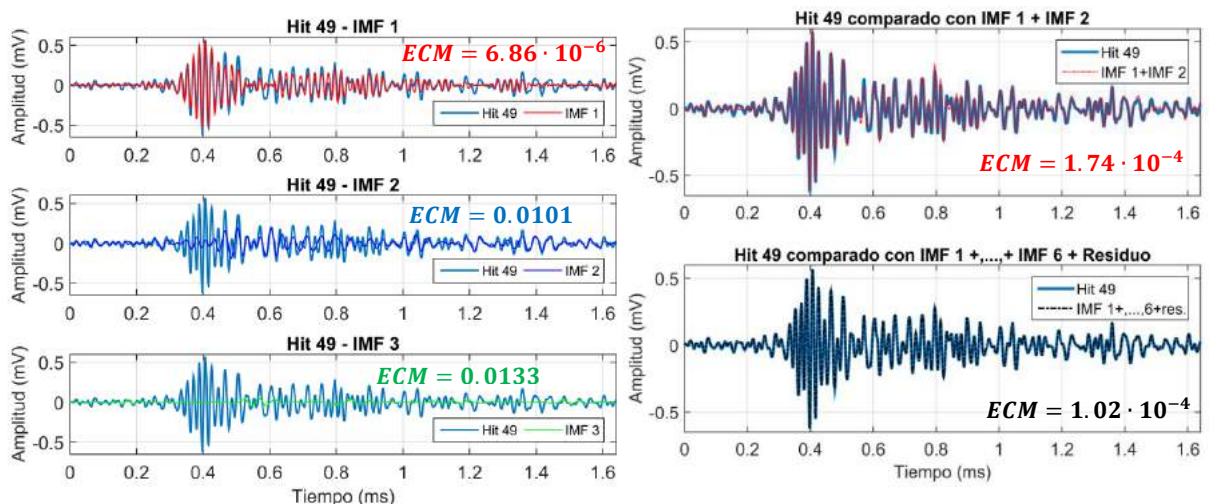 Hit 49 - IMF 1
Amplitud (mV)
0.5
0
-0.5
ECM = 6.86 · 10⁻⁶
Hit 49 IMF 1
0 0.2 0.4 0.6 0.8 1 1.2 1.4 1.6
Hit 49 - IMF 2
Amplitud (mV)
0.5
0
-0.5
ECM = 0.0101
Hit 49 IMF 2
0 0.2 0.4 0.6 0.8 1 1.2 1.4 1.6
Hit 49 - IMF 3
Amplitud (mV)
0.5
0
-0.5
ECM = 0.0133
Hit 49 IMF 3
0 0.2 0.4 0.6 0.8 1 1.2 1.4 1.6
Tiempo (ms)
Hit 49 comparado con IMF 1 + IMF 2
Amplitud (mV)
0.5
0
-0.5
Hit 49
IMF 1+IMF 2
ECM = 1.74 · 10⁻⁴
0 0.2 0.4 0.6 0.8 1 1.2 1.4 1.6
Hit 49 comparado con IMF 1 +,....,+ IMF 6 + Residuo
Amplitud (mV)
0.5
0
-0.5
Hit 49
IMF 1+,...,6+res.
ECM = 1.02 · 10⁻⁴
0 0.2 0.4 0.6 0.8 1 1.2 1.4 1.6
Tiempo (ms)